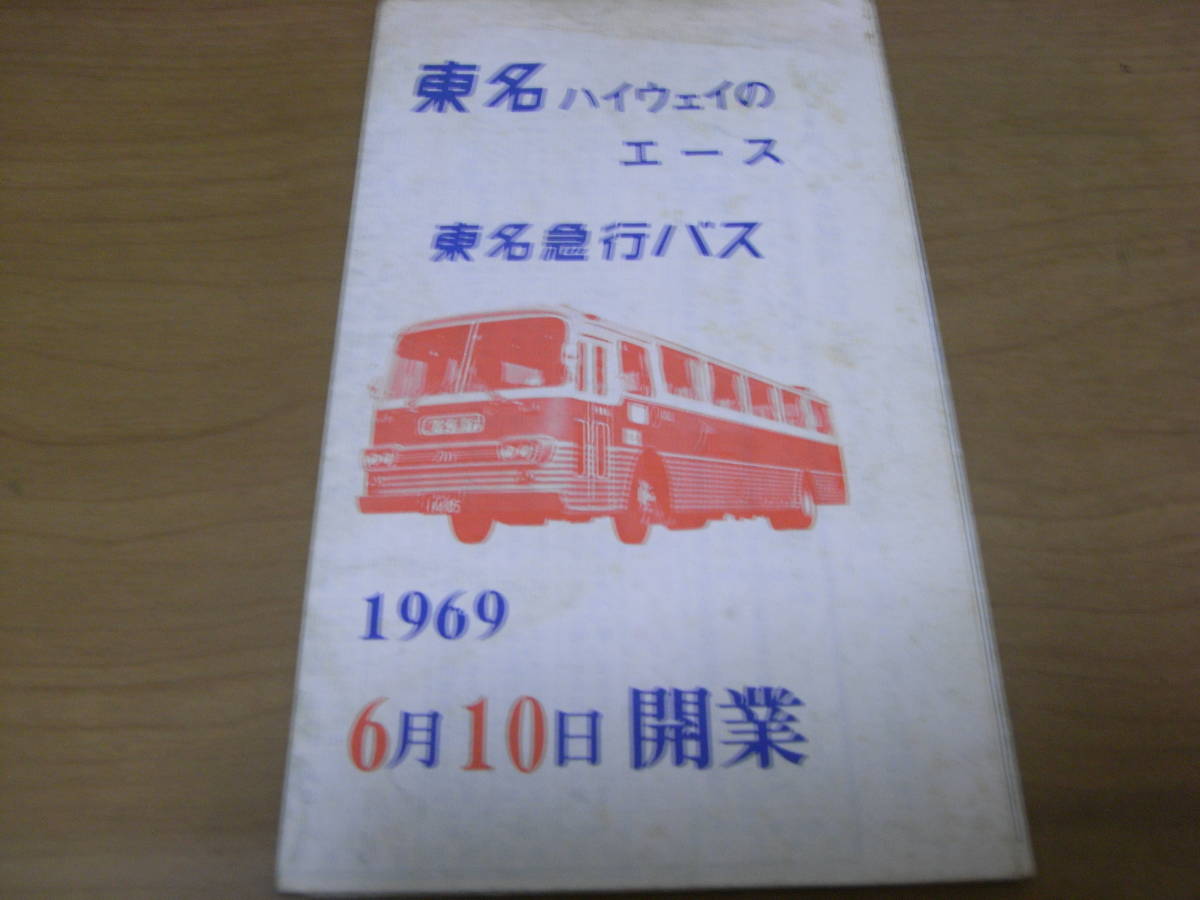 東名ハイウェイの
エース
東名急行バス
1969
6月10日開業